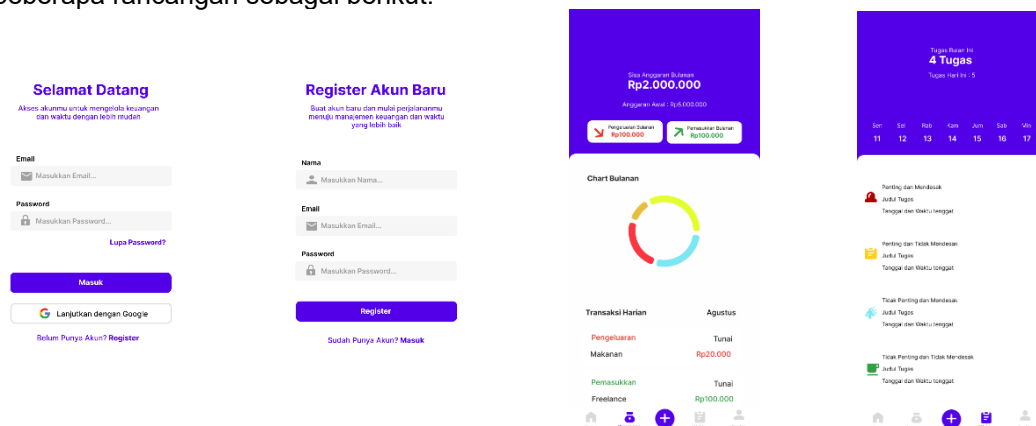 beberapa rancangan sebagai berikut:
Selamat Datang
Akses akunmu untuk mengelola keuangan
dan waktu dengan lebih mudah
Email
Masukkan Email...
Password
Masukkan Password...
Lupa Password?
Masuk
Lanjutkan dengan Google
Belum Punya Akun? Register
Register Akun Baru
Buat akun baru dan mulai perjalananmu
menuju manajemen keuangan dan waktu
yang lebih baik
Nama
Masukkan Nama...
Email
Masukkan Email...
Password
Masukkan Password...
Register
Sudah Punya Akun? Masuk
Sisa Anggaran Bulanan
Rp2.000.000
Anggaran Awal : Rp5.000.000
Pengeluaran Bulanan
Rp100.000
Pemasukkan Bulanan
Rp100.000
Chart Bulanan
Transaksi Harian
Agustus
Pengeluaran
Tunai
Makanan
Rp20.000
Pemasukkan
Tunai
Freelance
Rp100.000
Tugas Bulan Ini
4 Tugas
Tugas Hari Ini : 5
Sen Sel Rab Kam Jum Sab Min
11 12 13 14 15 16 17
Penting dan Mendesak
Judul Tugas
Tanggal dan Waktu tenggat
Penting dan Tidak Mendesak
Judul Tugas
Tanggal dan Waktu tenggat
Tidak Penting dan Mendesak
Judul Tugas
Tanggal dan Waktu tenggat
Tidak Penting dan Tidak Mendesak
Judul Tugas
Tanggal dan Waktu tenggat